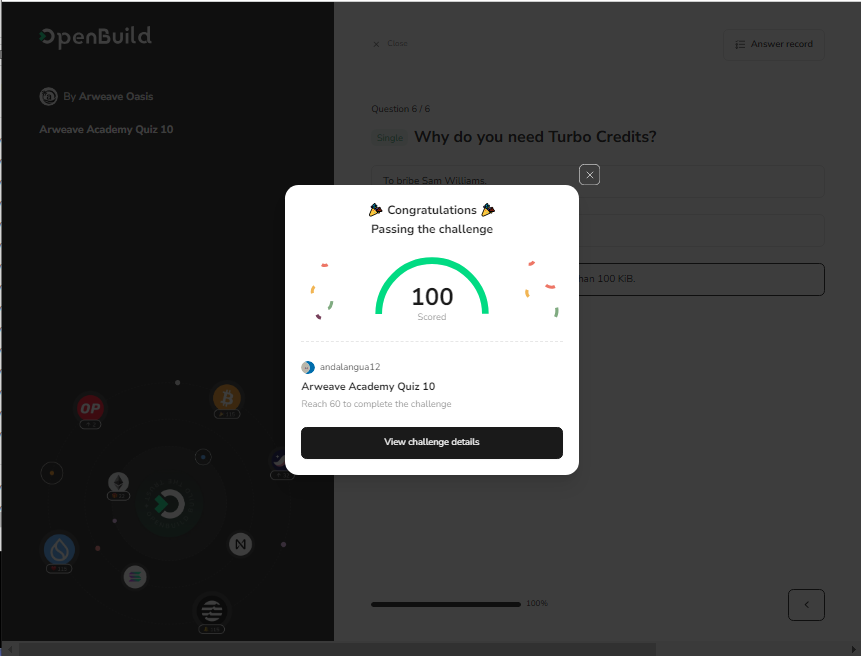 OpenBuild
Close
Answer record
By Arweave Oasis
Arweave Academy Quiz 10
Question 6 / 6
Single
Why do you need Turbo Credits?
To bribe Sam Williams.
han 100 KiB.
Congratulations
Passing the challenge
100
Scored
andalangua12
Arweave Academy Quiz 10
Reach 60 to complete the challenge
View challenge details
OP
100%